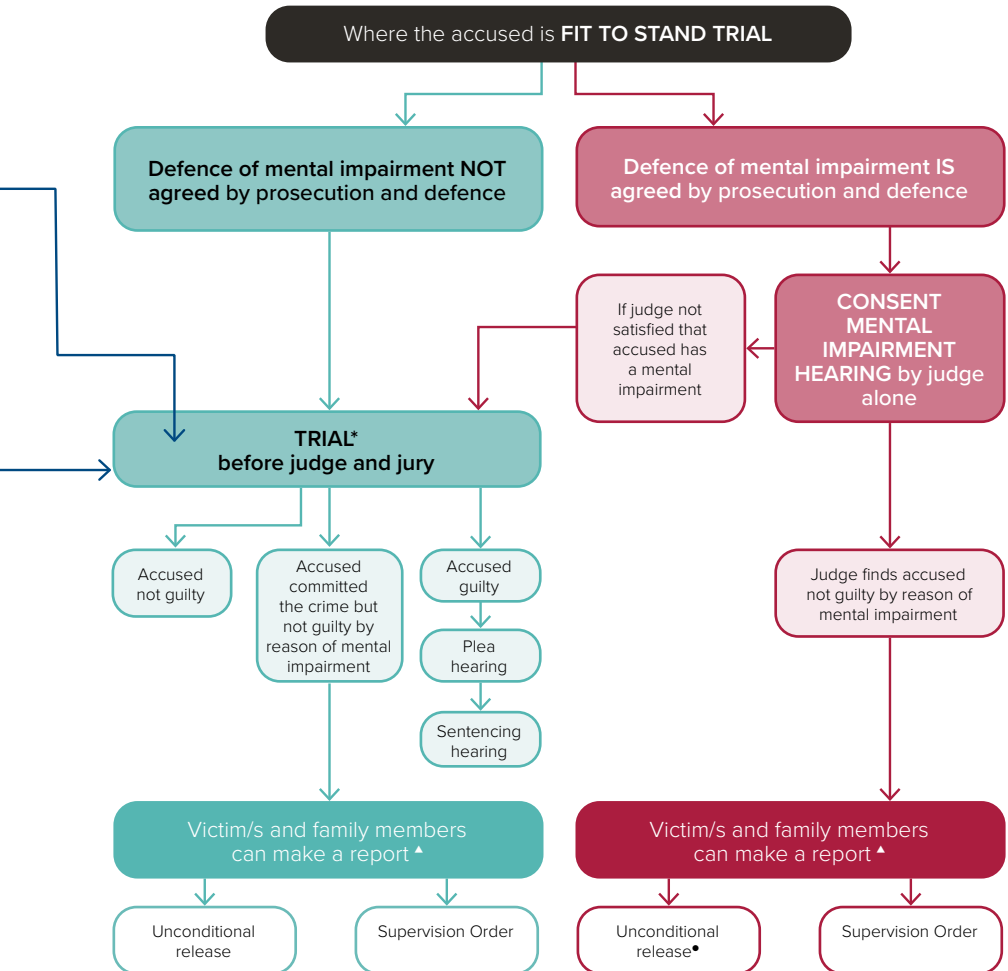 Where the accused is FIT TO STAND TRIAL
Defence of mental impairment NOT
agreed by prosecution and defence
Defence of mental impairment IS
agreed by prosecution and defence
If judge not
satisfied that
accused has
a mental
impairment
CONSENT
MENTAL
IMPAIRMENT
HEARING by judge
alone
TRIAL*
before judge and jury
Accused
not guilty
Accused
committed
the crime but
not guilty by
reason of mental
impairment
Accused
guilty
Plea
hearing
Sentencing
hearing
Judge finds accused
not guilty by reason of
mental impairment
Victim/s and family members
can make a report ▲
Victim/s and family members
can make a report ▲
Unconditional
release
Supervision Order
Unconditional
release●
Supervision Order